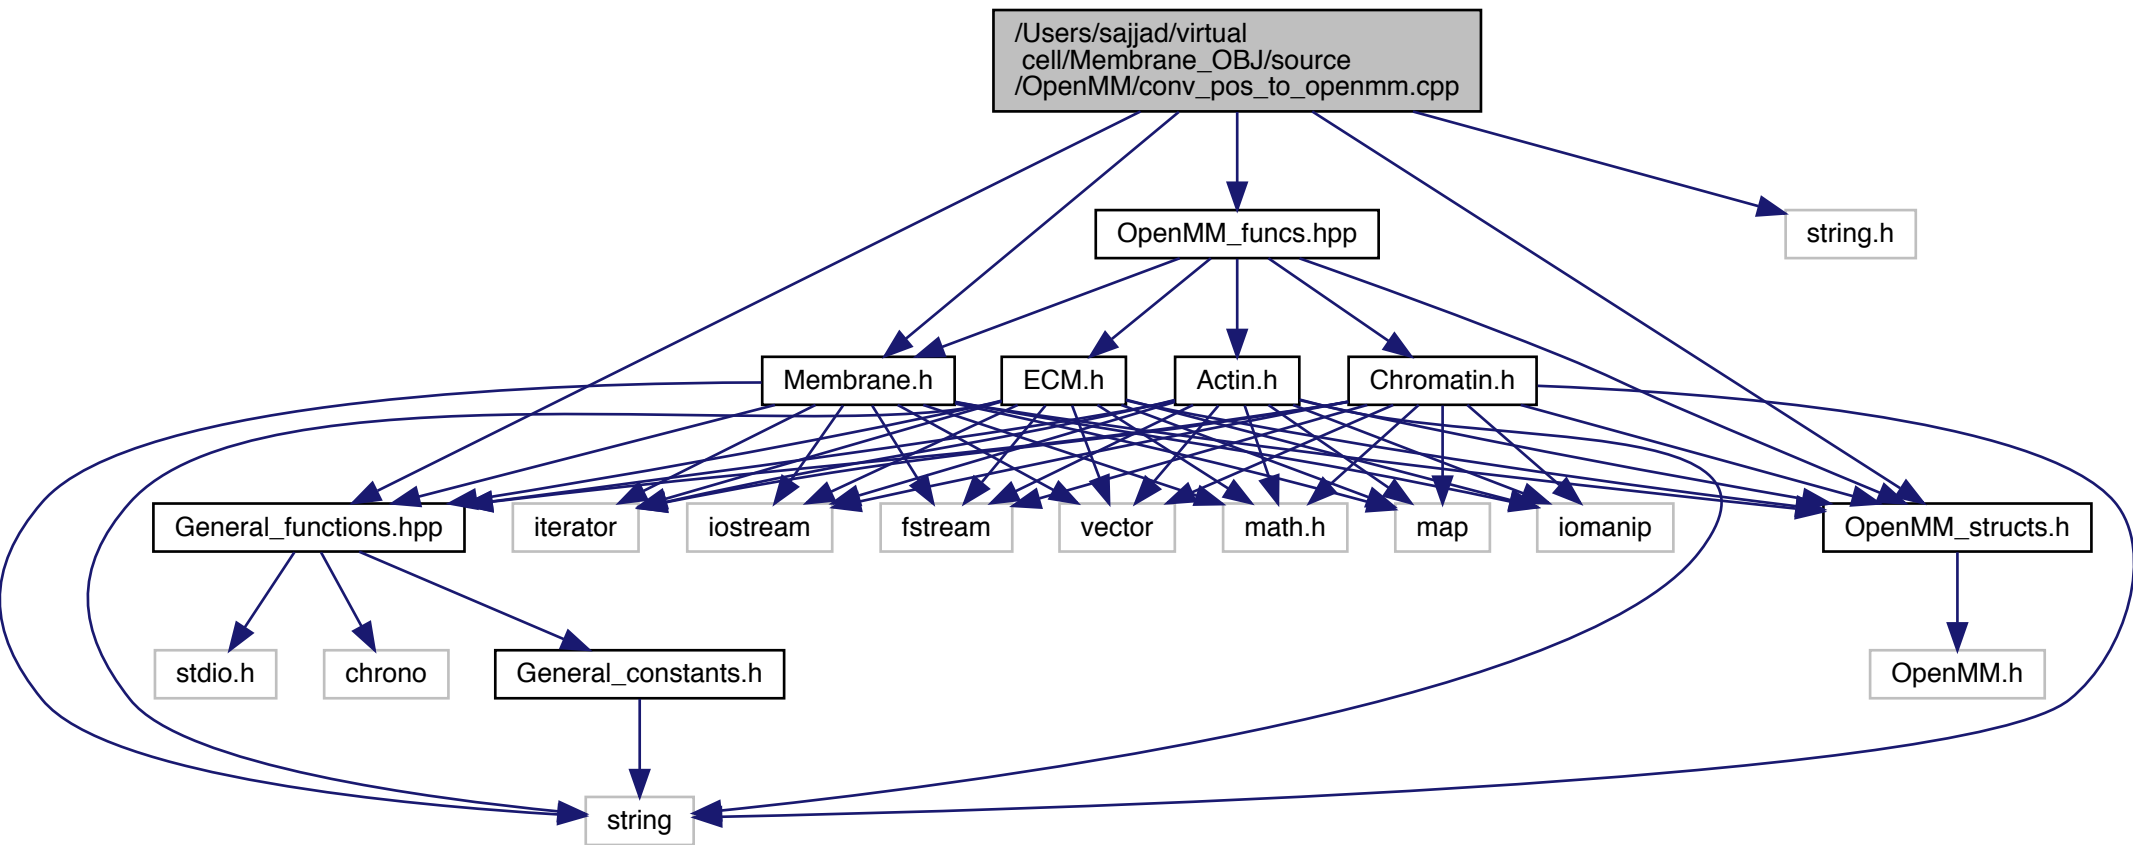 /Users/sajjad/virtual
cell/Membrane_OBJ/source
/OpenMM/conv_pos_to_openmm.cpp
OpenMM_funcs.hpp
string.h
Membrane.h
ECM.h
Actin.h
Chromatin.h
General_functions.hpp
iterator
iostream
fstream
vector
math.h
map
iomanip
OpenMM_structs.h
stdio.h
chrono
General_constants.h
OpenMM.h
string